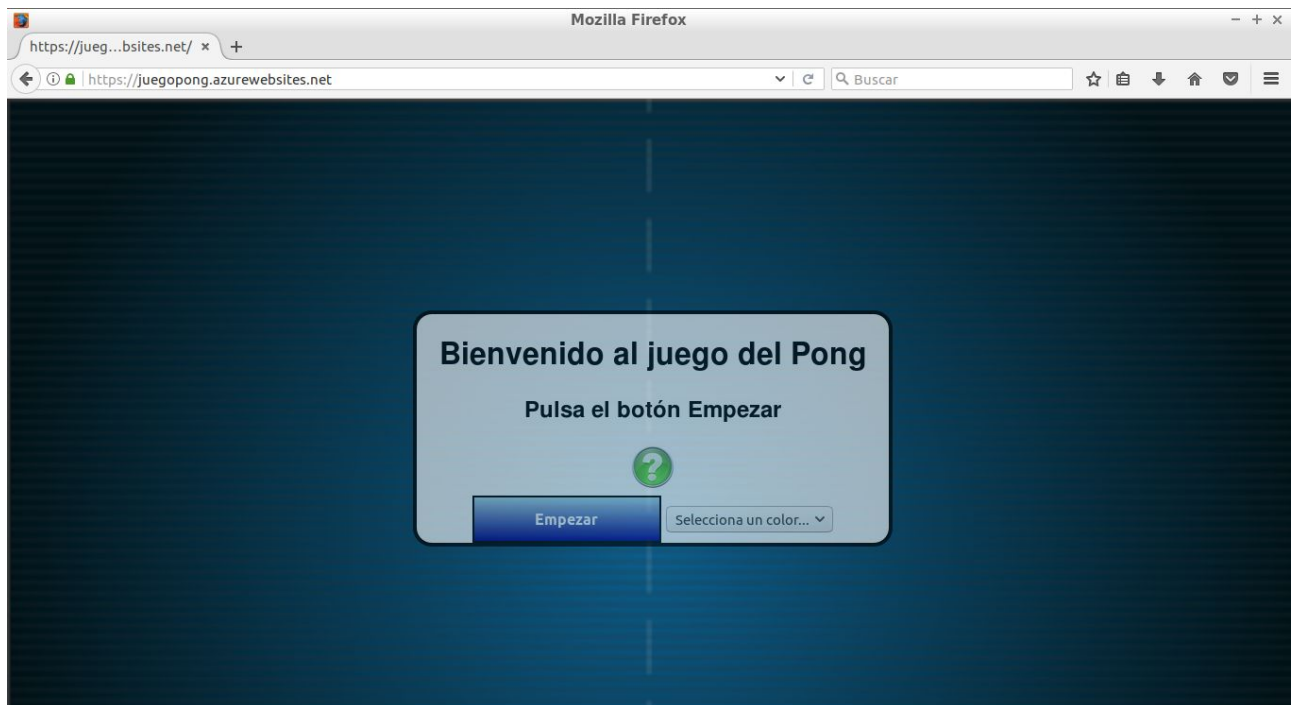 Mozilla Firefox
https://jueg...bsites.net/
https://juegopong.azurewebsites.net
Buscar
Bienvenido al juego del Pong
Pulsa el botón Empezar
?
Empezar
Selecciona un color...